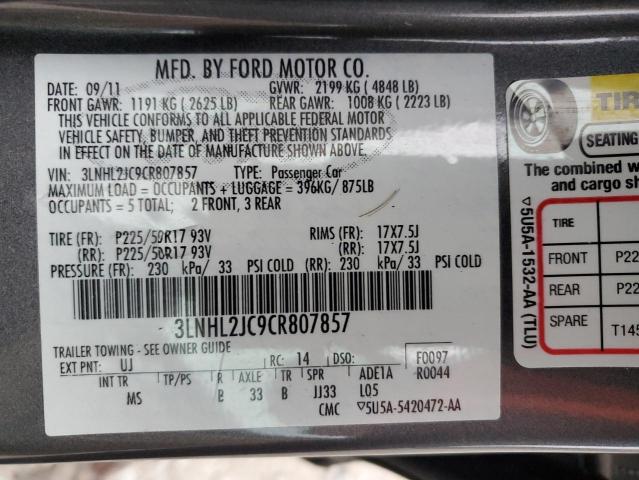 MFD. BY FORD MOTOR CO.
DATE: 09/11 GVWR: 2199 KG ( 4848 LB)
FRONT GAWR: 1191 KG ( 2625 LB) REAR GAWR: 1008 KG ( 2223 LB)
THIS VEHICLE CONFORMS TO ALL APPLICABLE FEDERAL MOTOR
VEHICLE SAFETY, BUMPER, AND THEFT PREVENTION STANDARDS
IN EFFECT ON THE DATE OF MANUFACTURE SHOWN ABOVE.
VIN: 3LNHL2JC9CR807857 TYPE: Passenger Car
MAXIMUM LOAD = OCCUPANTS + LUGGAGE = 396KG/ 875LB
OCCUPANTS = 5 TOTAL; 2 FRONT, 3 REAR
TIRE (FR): P225/50R17 93V RIMS (FR): 17X7.5J
(RR): P225/50R17 93V (RR): 17X7.5J
PRESSURE (FR): 230 kPa/ 33 PSI COLD (RR): 230 kPa/ 33 PSI COLD
3LNHL2JC9CR807857
TRAILER TOWING - SEE OWNER GUIDE
EXT PNT: UJ RC: 14 DSO: F0097
R0044
INT TR TP/PS R AXLE TR SPR ADE1A
MS B 33 B JJ33 L05
CMC ▽5U5A-5420472-AA
TIR
SEATING
The combined w
and cargo sh
TIRE
FRONT P22
REAR P22
SPARE T145
▽5U5A-1532-AA (TLU)